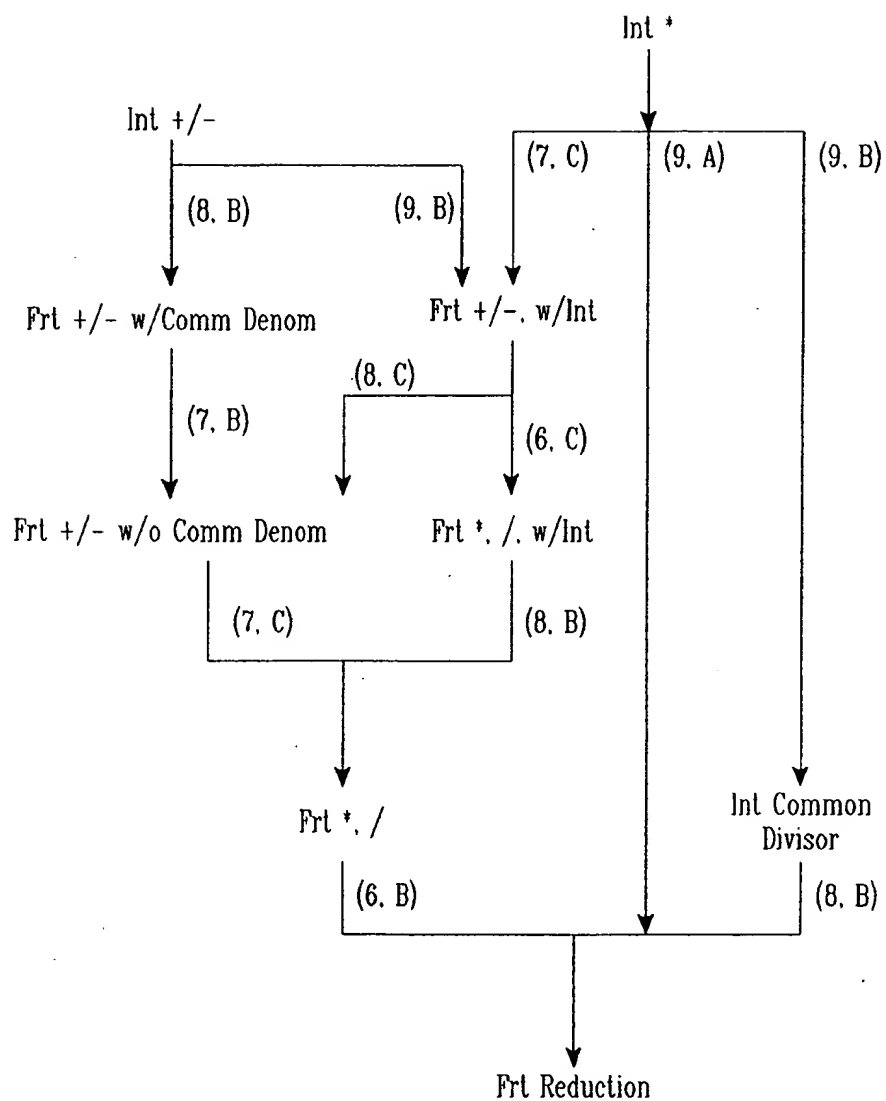 Int *
Int +/-
(7, C)
(9, A)
(9, B)
(8, B)
(9, B)
Frt +/- w/Comm Denom
Frt +/-, w/Int
(8, C)
(7, B)
(6, C)
Frt +/- w/o Comm Denom
Frt *, /, w/Int
(7, C)
(8, B)
Frt *, /
Int Common
Divisor
(6, B)
(8, B)
Frt Reduction